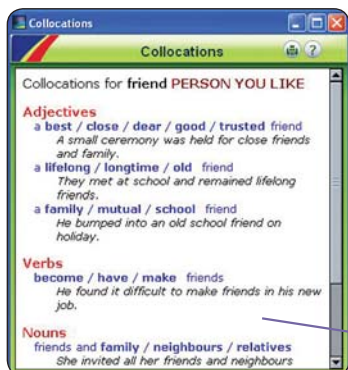 Collocations
Collocations
Collocations for friend PERSON YOU LIKE
Adjectives
a best / close / dear / good / trusted friend
A small ceremony was held for close friends
and family.
a lifelong / longtime / old friend
They met at school and remained lifelong
friends.
a family / mutual / school friend
He bumped into an old school friend on
holiday.
Verbs
become / have / make friends
He found it difficult to make friends in his new
job.
Nouns
friends and family / neighbours / relatives
She invited all her friends and neighbours